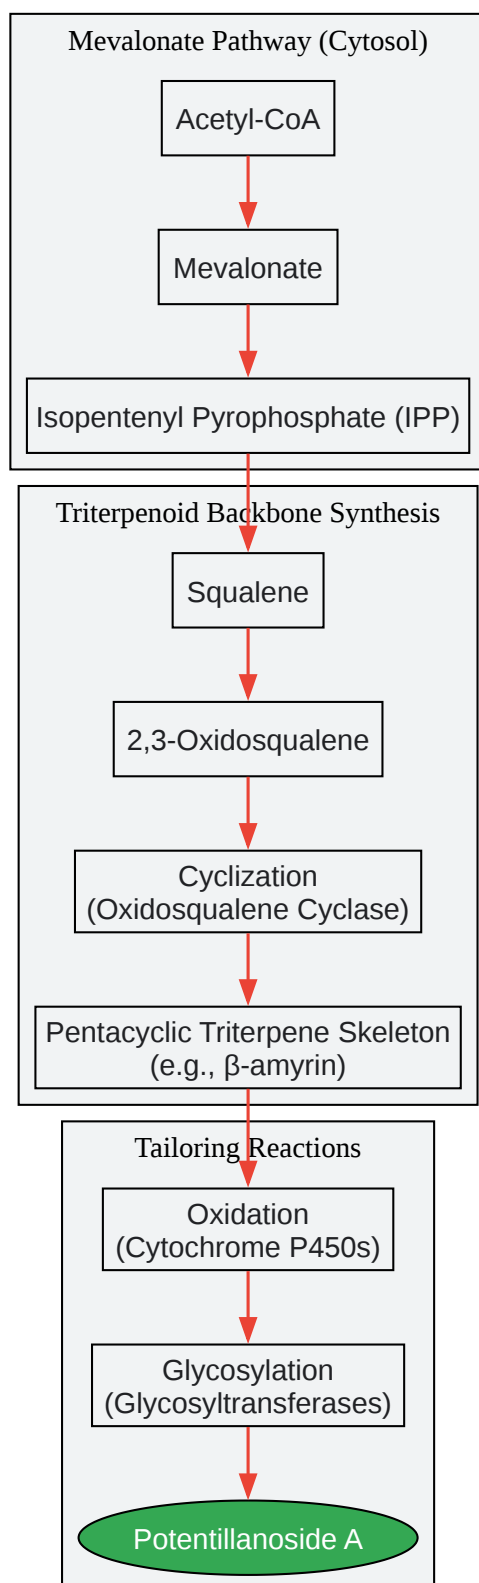 Mevalonate Pathway (Cytosol)
Acetyl-CoA
Mevalonate
Isopentenyl Pyrophosphate (IPP)
Triterpenoid Backbone Synthesis
Squalene
2,3-Oxidosqualene
Cyclization
(Oxidosqualene Cyclase)
Pentacyclic Triterpene Skeleton
(e.g., β-amyrin)
Tailoring Reactions
Oxidation
(Cytochrome P450s)
Glycosylation
(Glycosyltransferases)
Potentillanoside A